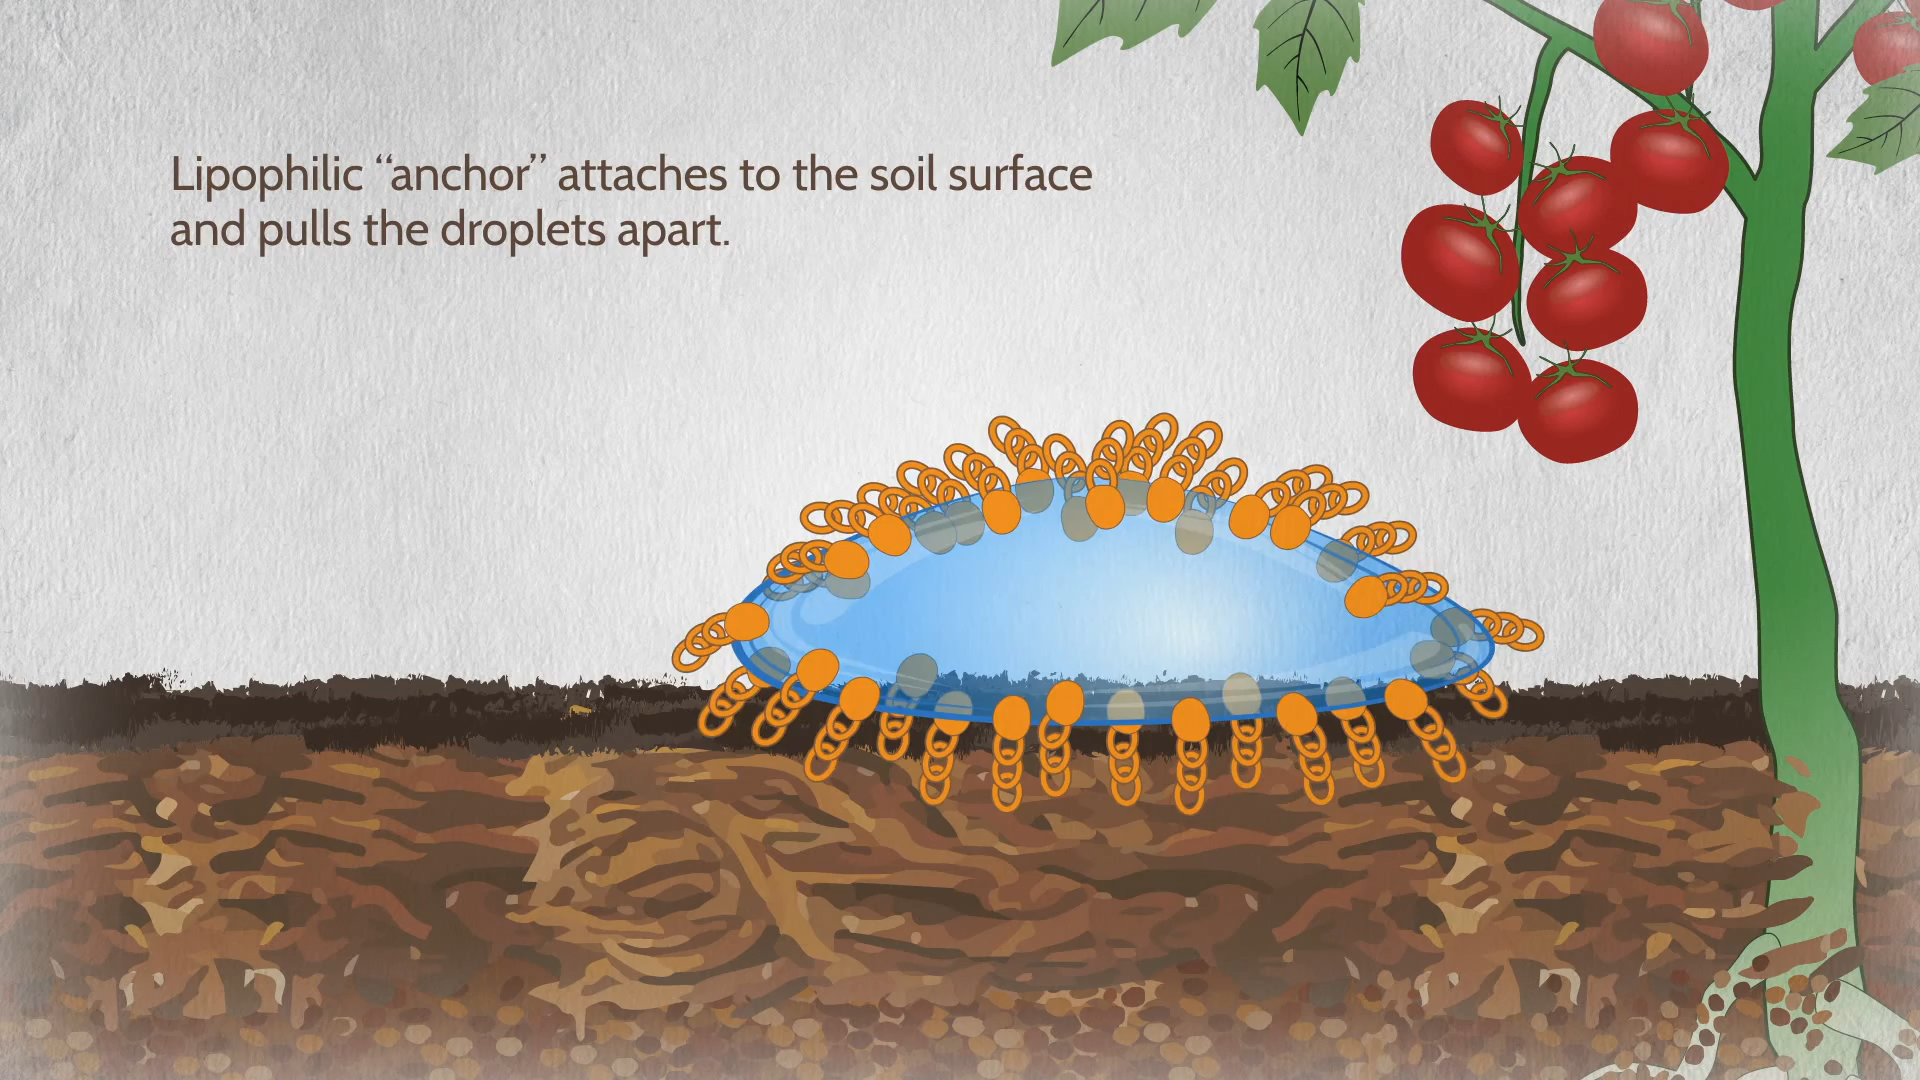 Lipophilic “anchor” attaches to the soil surface
and pulls the droplets apart.